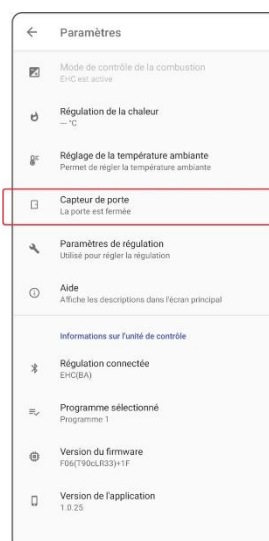 Paramètres
Mode de contrôle de la combustion
EHC est active
Régulation de la chaleur
--- °C
Réglage de la température ambiante
Permet de régler la température ambiante
Capteur de porte
La porte est fermée
Paramètres de régulation
Utilisé pour régler la régulation
Aide
Affiche les descriptions dans l'écran principal
Informations sur l'unité de contrôle
Régulation connectée
EHC(BA)
Programme sélectionné
Programme 1
Version du firmware
F06(T90cLR33)+1F
Version de l'application
1.0.25